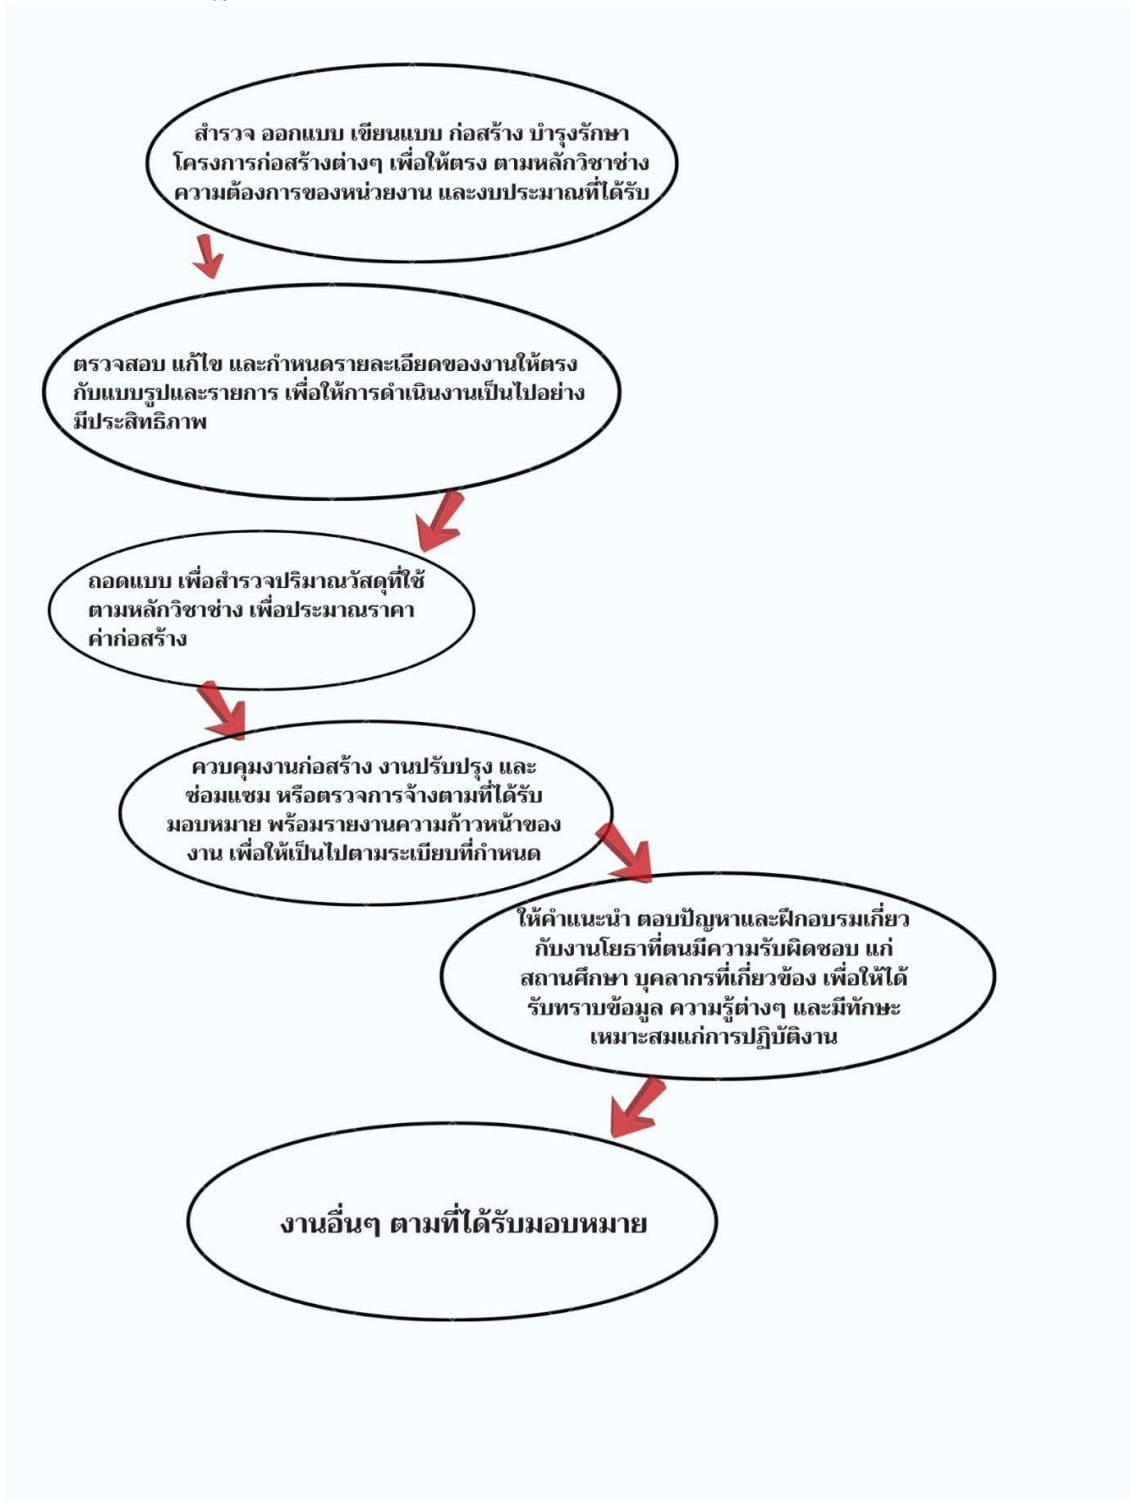 สำรวจ ออกแบบ เขียนแบบ ก่อสร้าง บำรุงรักษา
โครงการก่อสร้างต่างๆ เพื่อให้ตรง ตามหลักวิชาช่าง
ความต้องการของหน่วยงาน และงบประมาณที่ได้รับ
ตรวจสอบ แก้ไข และกำหนดรายละเอียดของงานให้ตรง
กับแบบรูปและรายการ เพื่อให้การดำเนินงานเป็นไปอย่าง
มีประสิทธิภาพ
ถอดแบบ เพื่อสำรวจปริมาณวัสดุที่ใช้
ตามหลักวิชาช่าง เพื่อประมาณราคา
ค่าก่อสร้าง
ควบคุมงานก่อสร้าง งานปรับปรุง และ
ซ่อมแซม หรือตรวจการจ้างตามที่ได้รับ
มอบหมาย พร้อมรายงานความก้าวหน้าของ
งาน เพื่อให้เป็นไปตามระเบียบที่กำหนด
ให้คำแนะนำ ตอบปัญหาและฝึกอบรมเกี่ยว
กับงานโยธาที่ตนมีความรับผิดชอบ แก่
สถานศึกษา บุคลากรที่เกี่ยวข้อง เพื่อให้ได้
รับทราบข้อมูล ความรู้ต่างๆ และมีทักษะ
เหมาะสมแก่การปฏิบัติงาน
งานอื่นๆ ตามที่ได้รับมอบหมาย